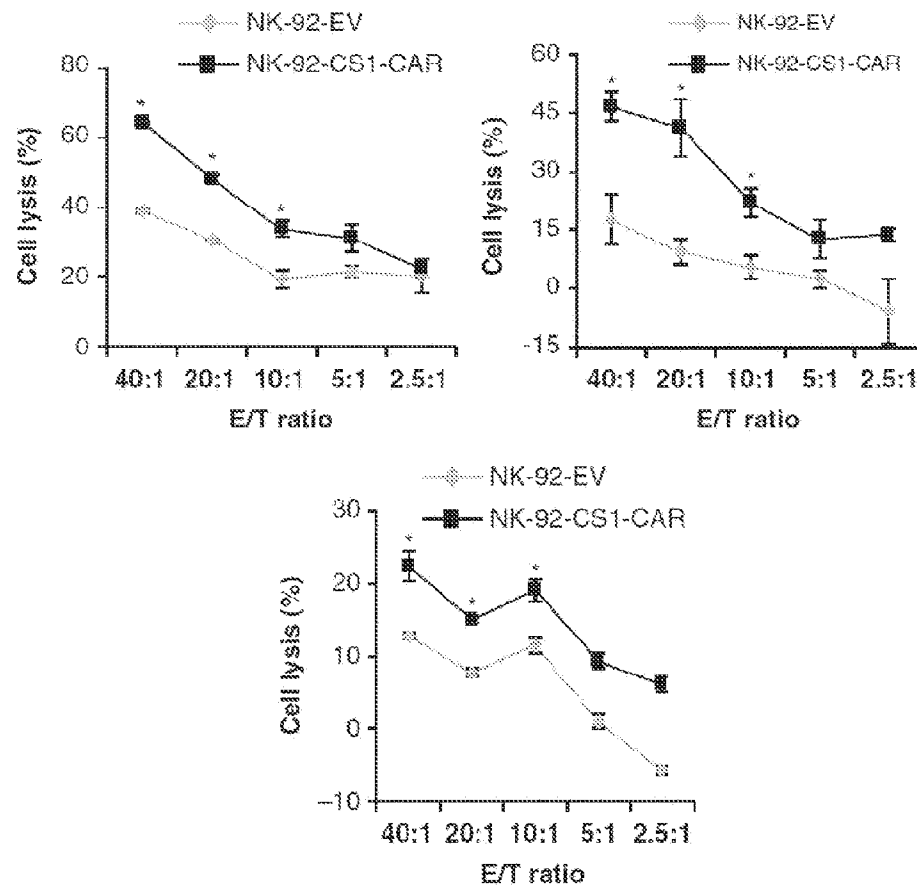 NK-92-EV
NK-92-CS1-CAR
80
60
40
20
0
Cell lysis (%)
*
*
*
40:1 20:1 10:1 5:1 2.5:1
E/T ratio
NK-92-EV
NK-92-CS1-CAR
60
45
30
15
0
-15
Cell lysis (%)
*
*
*
40:1 20:1 10:1 5:1 2.5:1
E/T ratio
NK-92-EV
NK-92-CS1-CAR
30
20
10
0
–10
Cell lysis (%)
*
*
*
40:1 20:1 10:1 5:1 2.5:1
E/T ratio